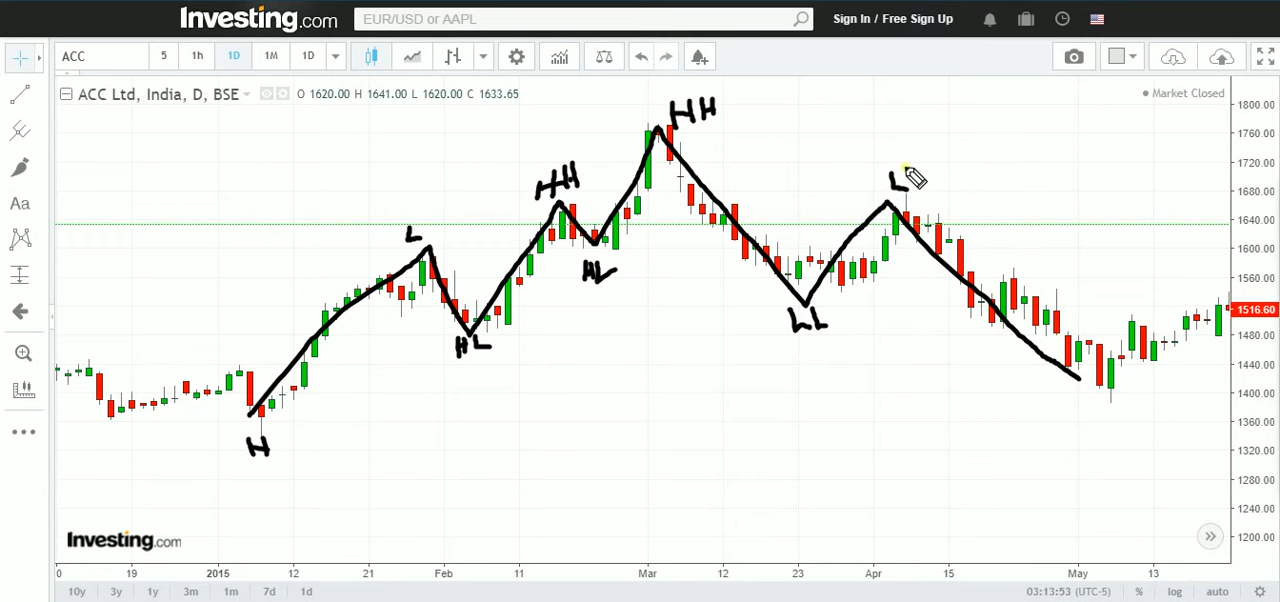 Investing.com
EUR/USD or AAPL
Sign In / Free Sign Up
ACC 5 1h 1D 1M 1D
ACC Ltd, India, D, BSE O 1620.00 H 1641.00 L 1620.00 C 1633.65
Market Closed
1800.00
1760.00
1720.00
1680.00
1640.00
1600.00
1560.00
1516.60
1480.00
1440.00
1400.00
1360.00
1320.00
1280.00
1240.00
1200.00
Aa
HH
HH
L
L
HL
LL
HL
H
Investing.com
0 19 2015 12 21 Feb 11 Mar 12 23 Apr 15 May 13
10y 3y 1y 3m 1m 7d 1d 03:13:53 (UTC-5) % log auto